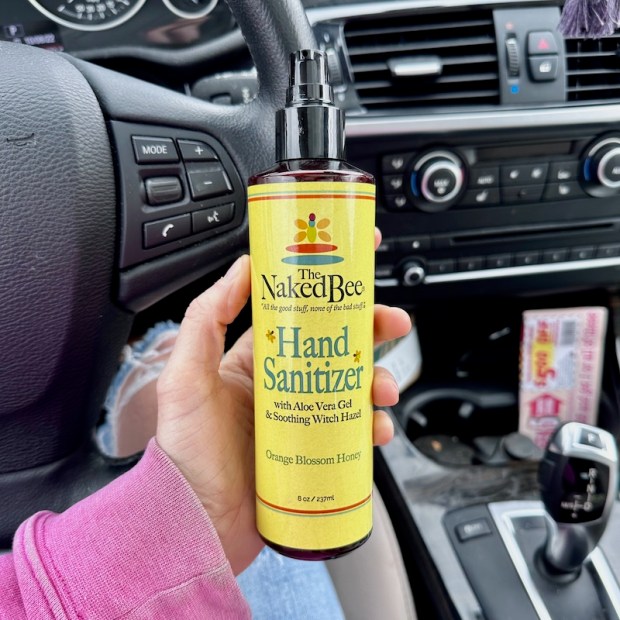 MODE
+
−
The
NakedBee®
"All the good stuff, none of the bad stuff."
Hand
Sanitizer
with Aloe Vera Gel
& Soothing Witch Hazel
Orange Blossom Honey
8 oz / 237ml